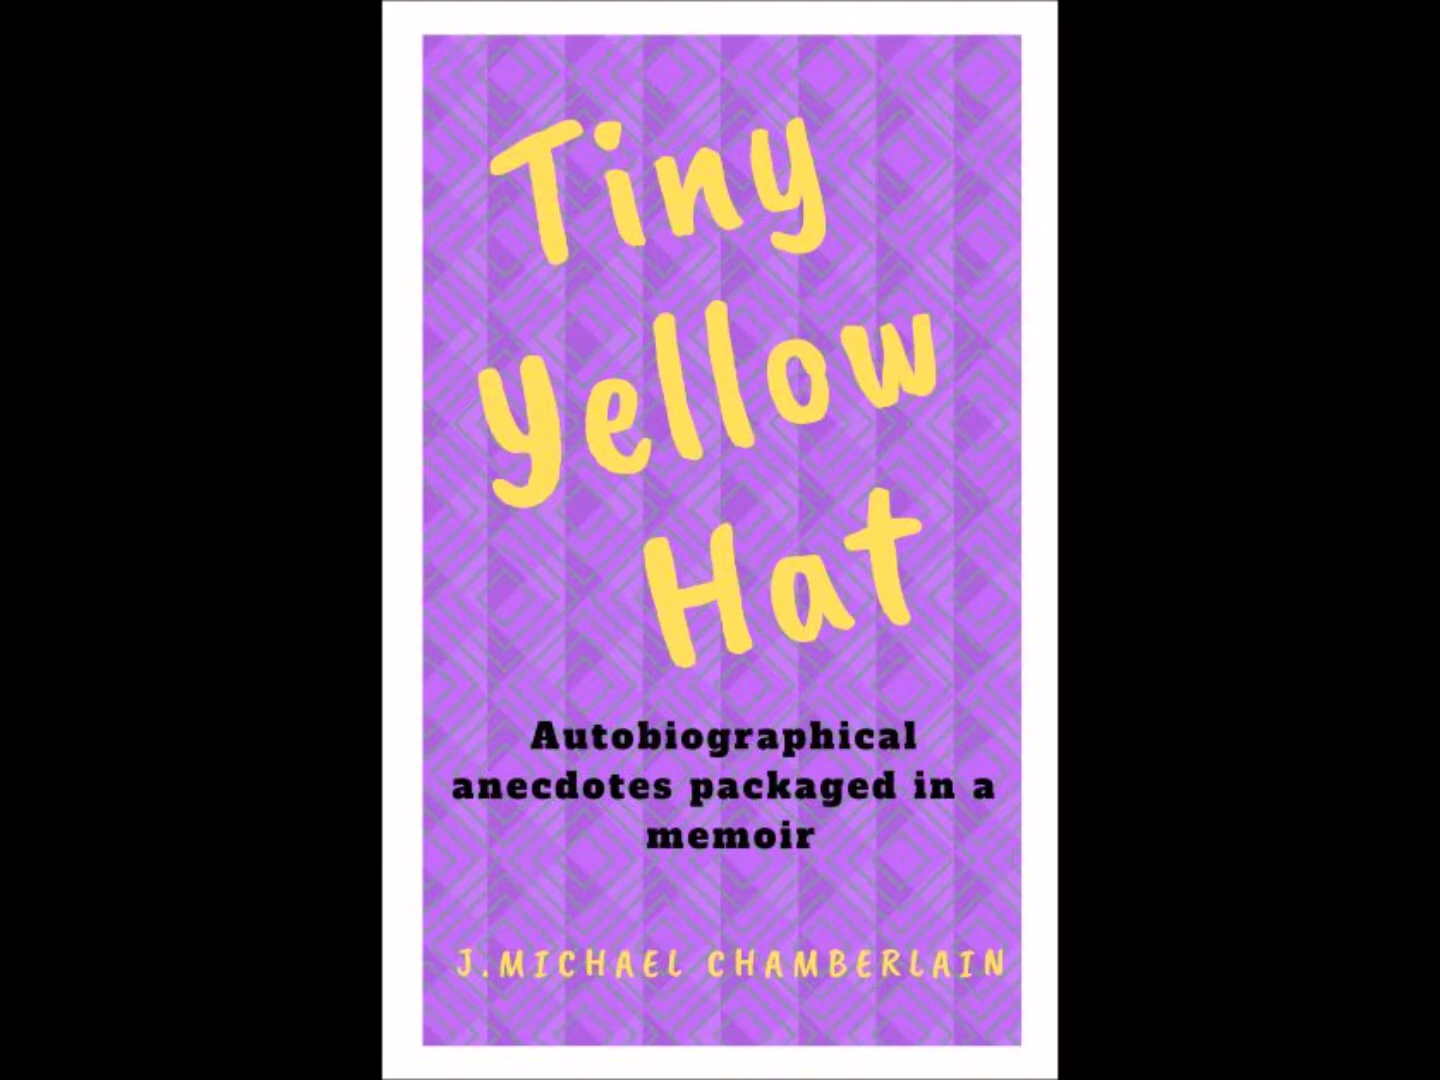 Tiny
Yellow
Hat
Autobiographical
anecdotes packaged in a
memoir
J.MICHAEL CHAMBERLAIN